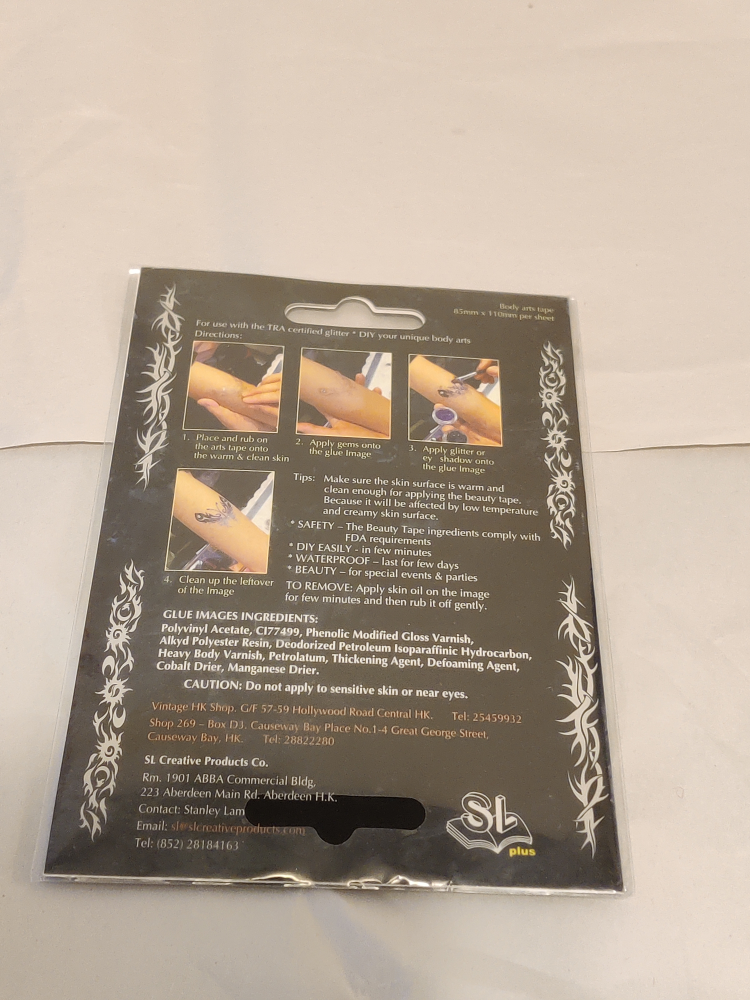 Body arts tape
85mm x 110mm per sheet
For use with the TRA certified glitter * DIY your unique body arts
Directions:
1. Place and rub on
the arts tape onto
the warm & clean skin
2. Apply gems onto
the glue Image
3. Apply glitter or
ey shadow onto
the glue Image
4. Clean up the leftover
of the Image
Tips: Make sure the skin surface is warm and
clean enough for applying the beauty tape.
Because it will be affected by low temperature
and creamy skin surface.
* SAFETY – The Beauty Tape ingredients comply with
FDA requirements
* DIY EASILY - in few minutes
* WATERPROOF – last for few days
* BEAUTY – for special events & parties
TO REMOVE: Apply skin oil on the image
for few minutes and then rub it off gently.
GLUE IMAGES INGREDIENTS:
Polyvinyl Acetate, CI77499, Phenolic Modified Gloss Varnish,
Alkyd Polyester Resin, Deodorized Petroleum Isoparaffinic Hydrocarbon,
Heavy Body Varnish, Petrolatum, Thickening Agent, Defoaming Agent,
Cobalt Drier, Manganese Drier.
CAUTION: Do not apply to sensitive skin or near eyes.
Vintage HK Shop. G/F 57-59 Hollywood Road Central HK. Tel: 25459932
Shop 269 – Box D3, Causeway Bay Place No.1-4 Great George Street,
Causeway Bay, HK. Tel: 28822280
SL Creative Products Co.
Rm. 1901 ABBA Commercial Bldg,
223 Aberdeen Main Rd. Aberdeen H.K.
Contact: Stanley Lam
Email: sl@slcreativeproducts.com
Tel: (852) 28184163
SL
plus